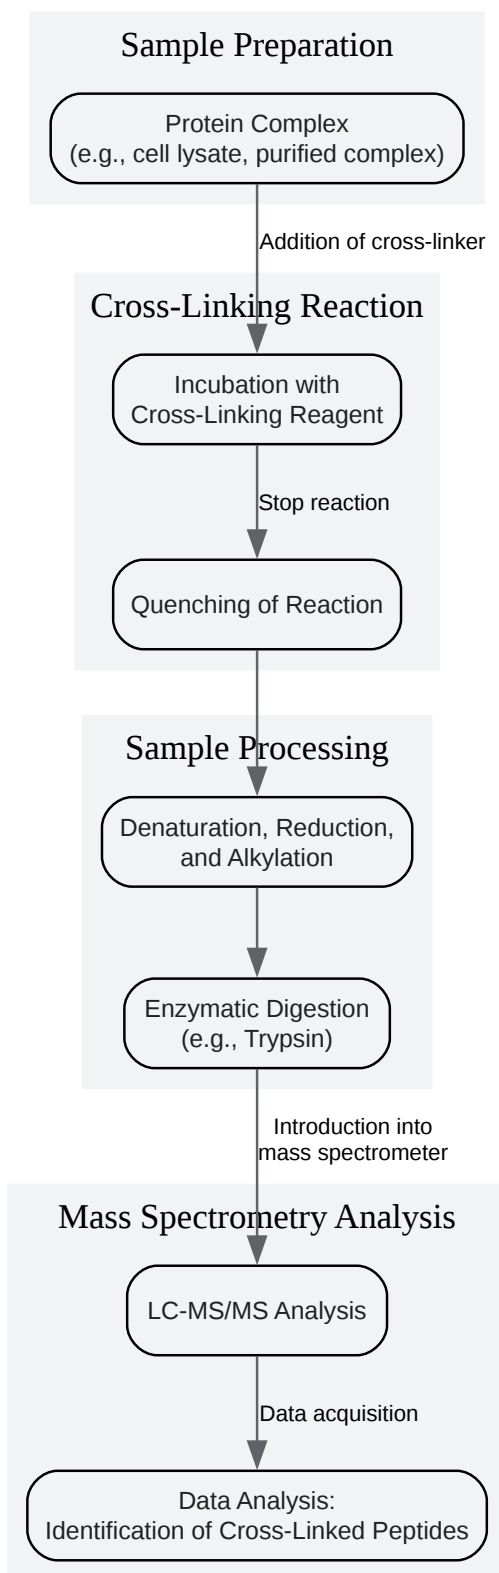 Sample Preparation
Protein Complex
(e.g., cell lysate, purified complex)
Addition of cross-linker
Cross-Linking Reaction
Incubation with
Cross-Linking Reagent
Stop reaction
Quenching of Reaction
Sample Processing
Denaturation, Reduction,
and Alkylation
Enzymatic Digestion
(e.g., Trypsin)
Introduction into
mass spectrometer
Mass Spectrometry Analysis
LC-MS/MS Analysis
Data acquisition
Data Analysis:
Identification of Cross-Linked Peptides